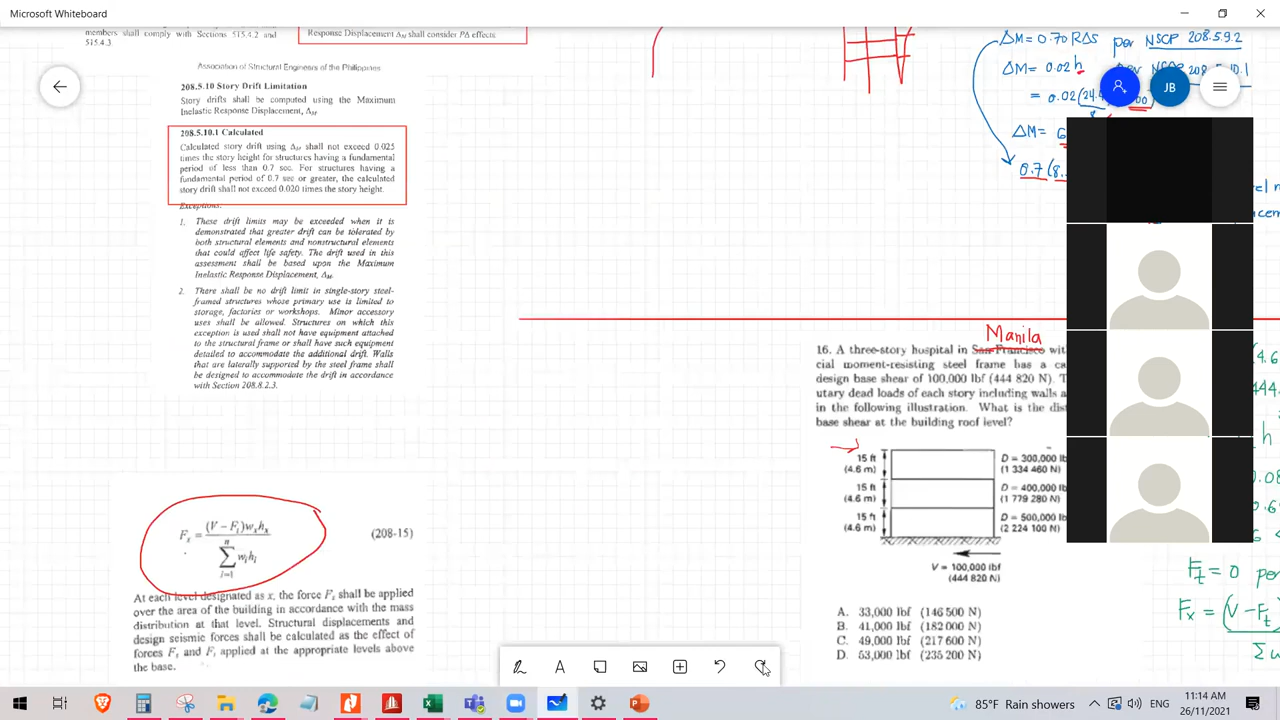 Microsoft Whiteboard
members shall comply with Sections 515.4.2 and
515.4.3.
Response Displacement ΔM shall consider PΔ effects.
Association of Structural Engineers of the Philippines
208.5.10 Story Drift Limitation
Story drifts shall be computed using the Maximum
Inelastic Response Displacement, ΔM
208.5.10.1 Calculated
Calculated story drift using ΔM shall not exceed 0.025
times the story height for structures having a fundamental
period of less than 0.7 sec. For structures having a
fundamental period of 0.7 sec or greater, the calculated
story drift shall not exceed 0.020 times the story height.
Exceptions:
1. These drift limits may be exceeded when it is
demonstrated that greater drift can be tolerated by
both structural elements and nonstructural elements
that could affect life safety. The drift used in this
assessment shall be based upon the Maximum
Inelastic Response Displacement, ΔM.
2. There shall be no drift limit in single-story steel-
framed structures whose primary use is limited to
storage, factories or workshops. Minor accessory
uses shall be allowed. Structures on which this
exception is used shall not have equipment attached
to the structural frame or shall have such equipment
detailed to accommodate the additional drift. Walls
that are laterally supported by the steel frame shall
be designed to accommodate the drift in accordance
with Section 208.8.2.3.
Fx = (V − Ft)wxhx / Σ wihi
n
i=1
(208-15)
At each level designated as x, the force Fx shall be applied
over the area of the building in accordance with the mass
distribution at that level. Structural displacements and
design seismic forces shall be calculated as the effect of
forces Fx and Ft applied at the appropriate levels above
the base.
ΔM = 0.70 RΔs per NSCP 208.5.9.2
ΔM = 0.02 h NSCP 208.5.10.1
= 0.02(24.
ΔM = 6
0.7(8.
JB
Manila
16. A three-story hospital in San Francisco wit
cial moment-resisting steel frame has a ca
design base shear of 100,000 lbf (444 820 N). T
utary dead loads of each story including walls a
in the following illustration. What is the dis
base shear at the building roof level?
15 ft
(4.6 m)
D = 300,000 lb
(1 334 460 N)
15 ft
(4.6 m)
D = 400,000 lb
(1 779 280 N)
15 ft
(4.6 m)
D = 500,000 lb
(2 224 100 N)
V = 100,000 lbf
(444 820 N)
A. 33,000 lbf (146 500 N)
B. 41,000 lbf (182 000 N)
C. 49,000 lbf (217 600 N)
D. 53,000 lbf (235 200 N)
Ft = 0 per
Fx = (V − Ft)
85°F Rain showers
ENG
11:14 AM
26/11/2021